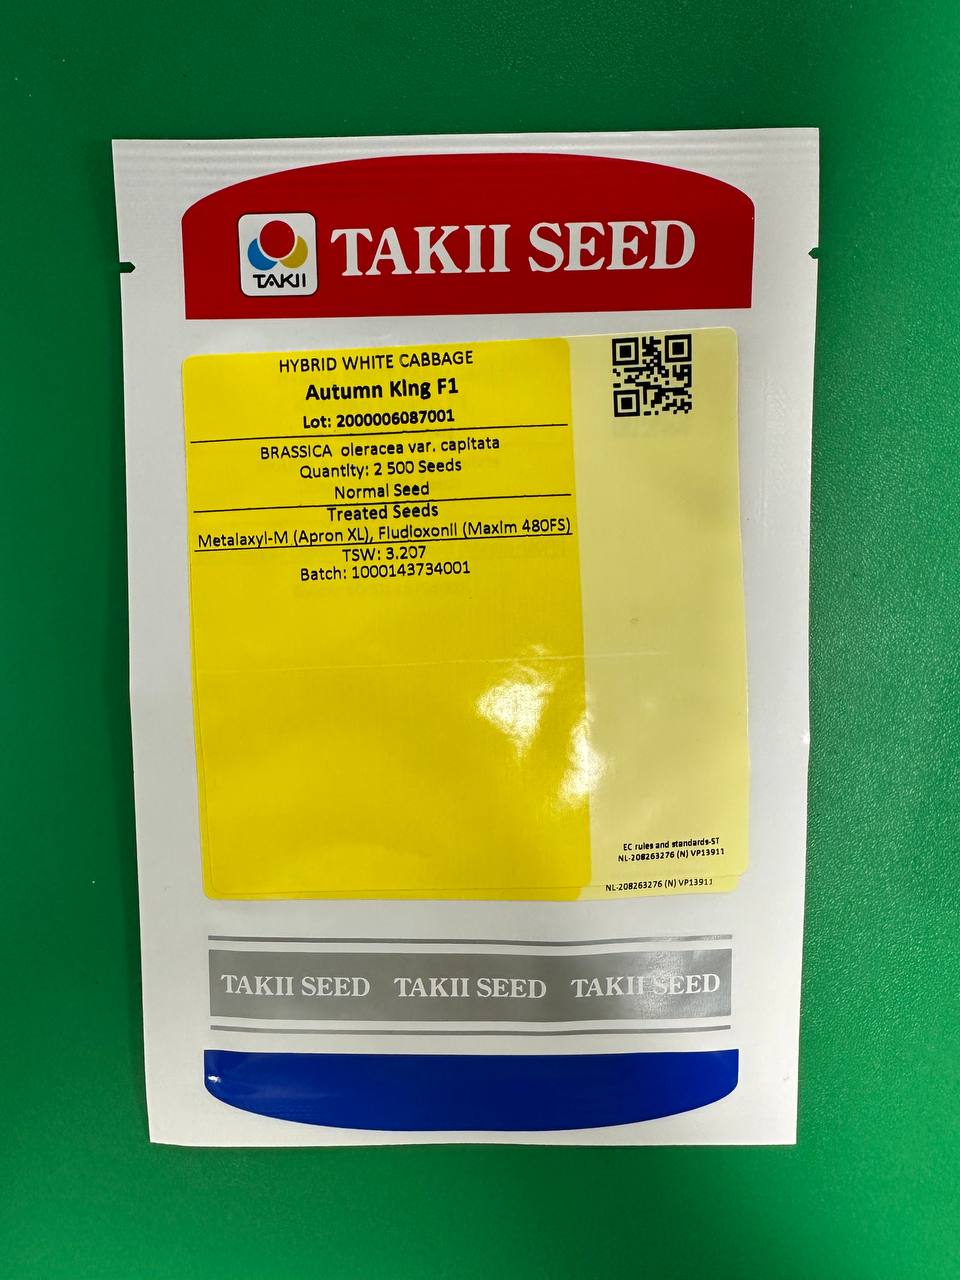 TAKII
TAKII SEED
HYBRID WHITE CABBAGE
Autumn King F1
Lot: 2000006087001
BRASSICA oleracea var. capitata
Quantity: 2 500 Seeds
Normal Seed
Treated Seeds
Metalaxyl-M (Apron XL), Fludioxonil (Maxim 480FS)
TSW: 3.207
Batch: 1000143734001
EC rules and standards-ST
NL-208263276 (N) VP13911
NL-208263276 (N) VP13911
TAKII SEED TAKII SEED TAKII SEED